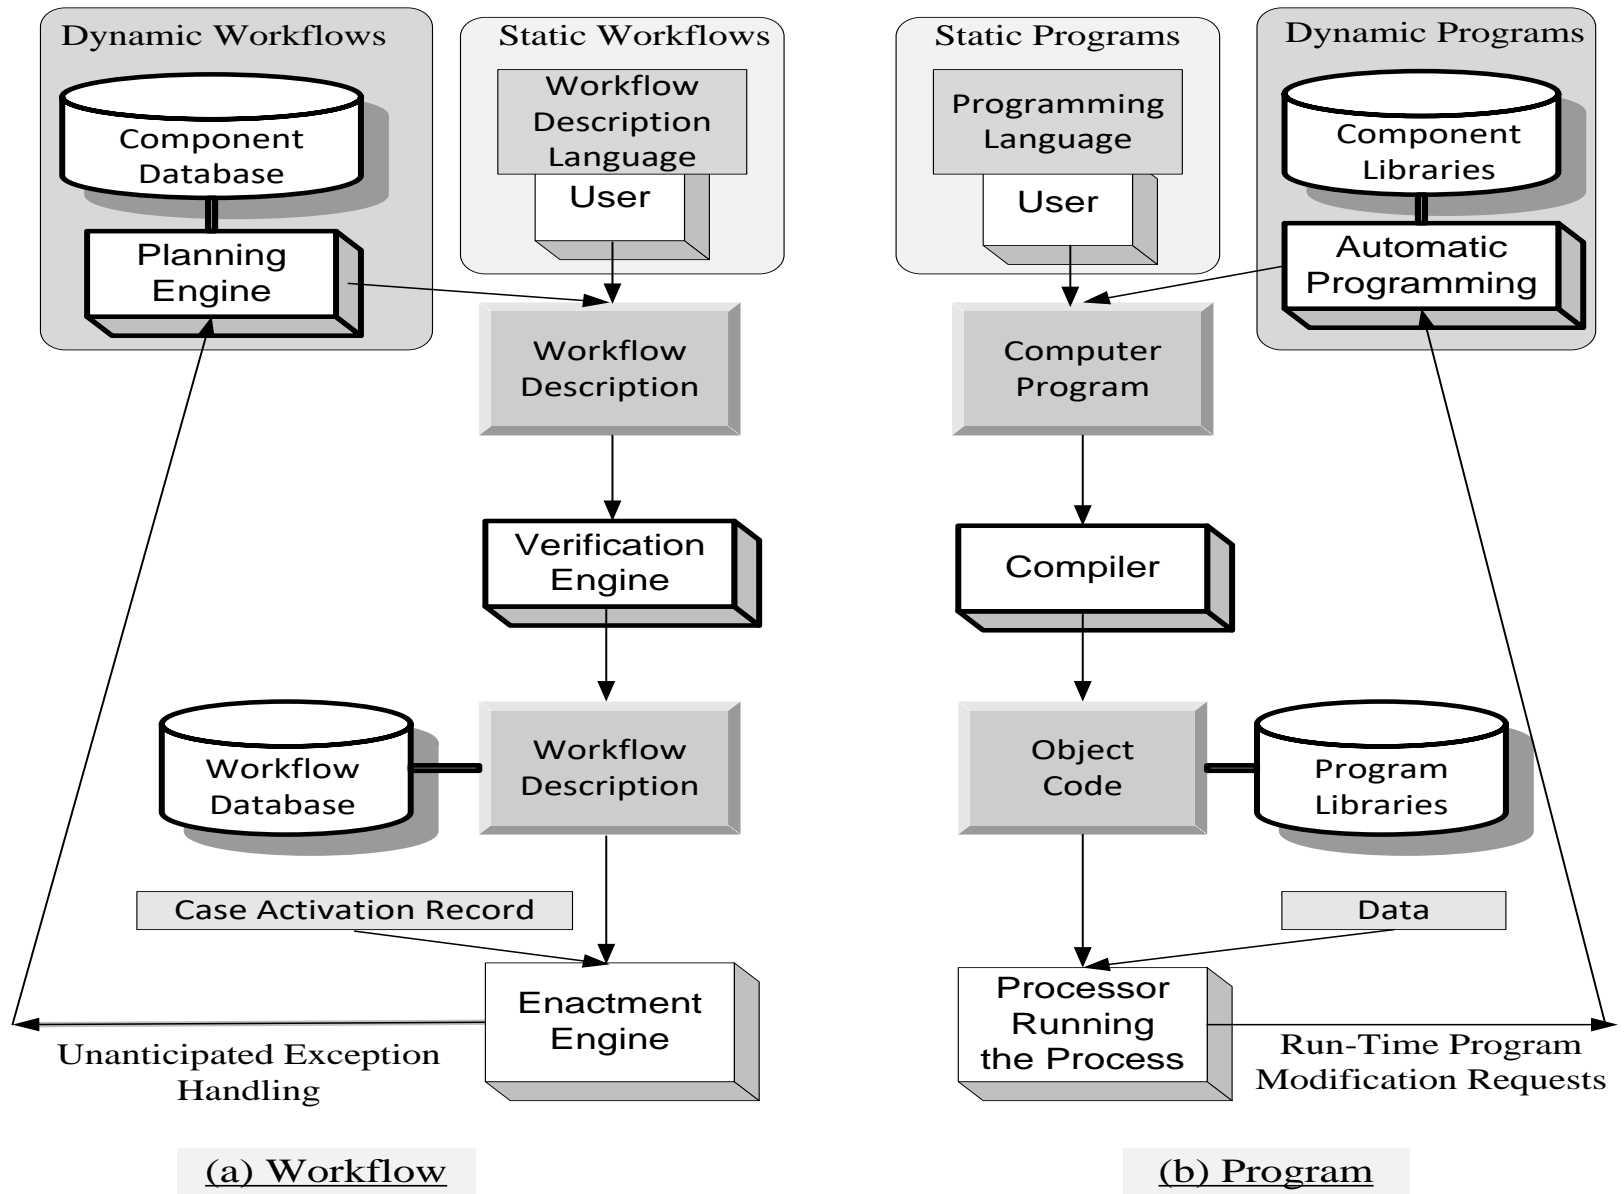 Dynamic Workflows
Component
Database
Planning
Engine
Static Workflows
Workflow
Description
Language
User
Workflow
Description
Verification
Engine
Workflow
Database
Workflow
Description
Case Activation Record
Enactment
Engine
Unanticipated Exception
Handling
(a) Workflow
Static Programs
Programming
Language
User
Dynamic Programs
Component
Libraries
Automatic
Programming
Computer
Program
Compiler
Object
Code
Program
Libraries
Data
Processor
Running
the Process
Run-Time Program
Modification Requests
(b) Program